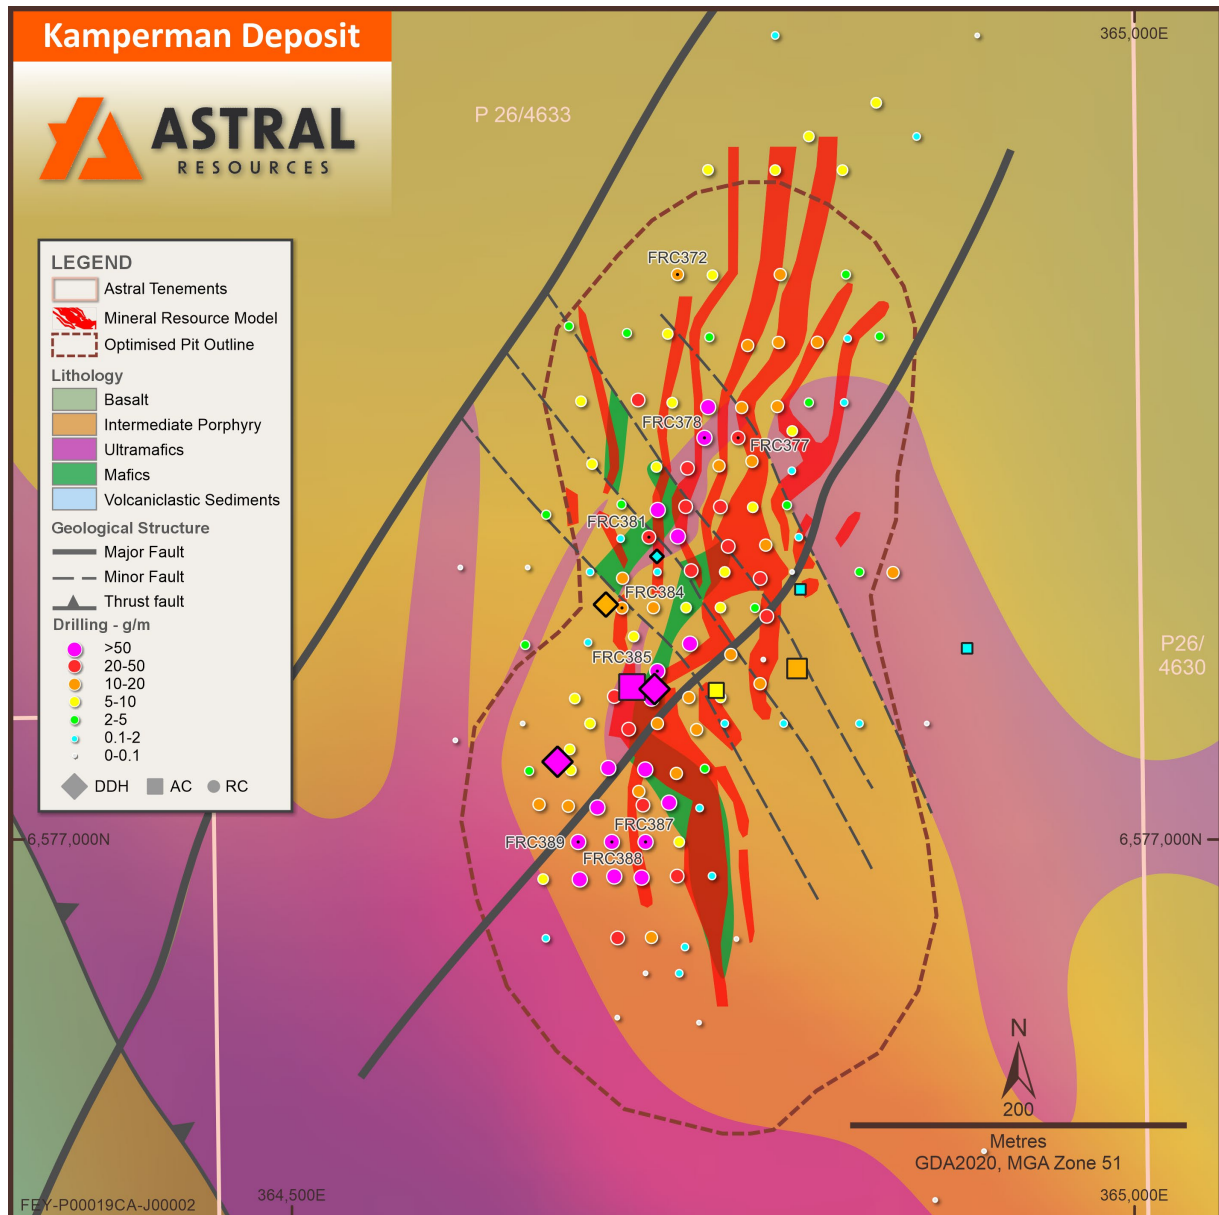 Kamperman Deposit
ASTRAL
RESOURCES
P 26/4633
365,000E
LEGEND
Astral Tenements
Mineral Resource Model
Optimised Pit Outline
Lithology
Basalt
Intermediate Porphyry
Ultramafics
Mafics
Volcaniclastic Sediments
Geological Structure
Major Fault
Minor Fault
Thrust fault
Drilling - g/m
>50
20-50
10-20
5-10
2-5
0.1-2
0-0.1
DDH
AC
RC
FRC372
FRC378
FRC377
FRC381
FRC384
FRC385
P26/
4630
6,577,000N
FRC387
FRC389
FRC388
6,577,000N
N
200
Metres
GDA2020, MGA Zone 51
FEY-P00019CA-J00002
364,500E
365,000E